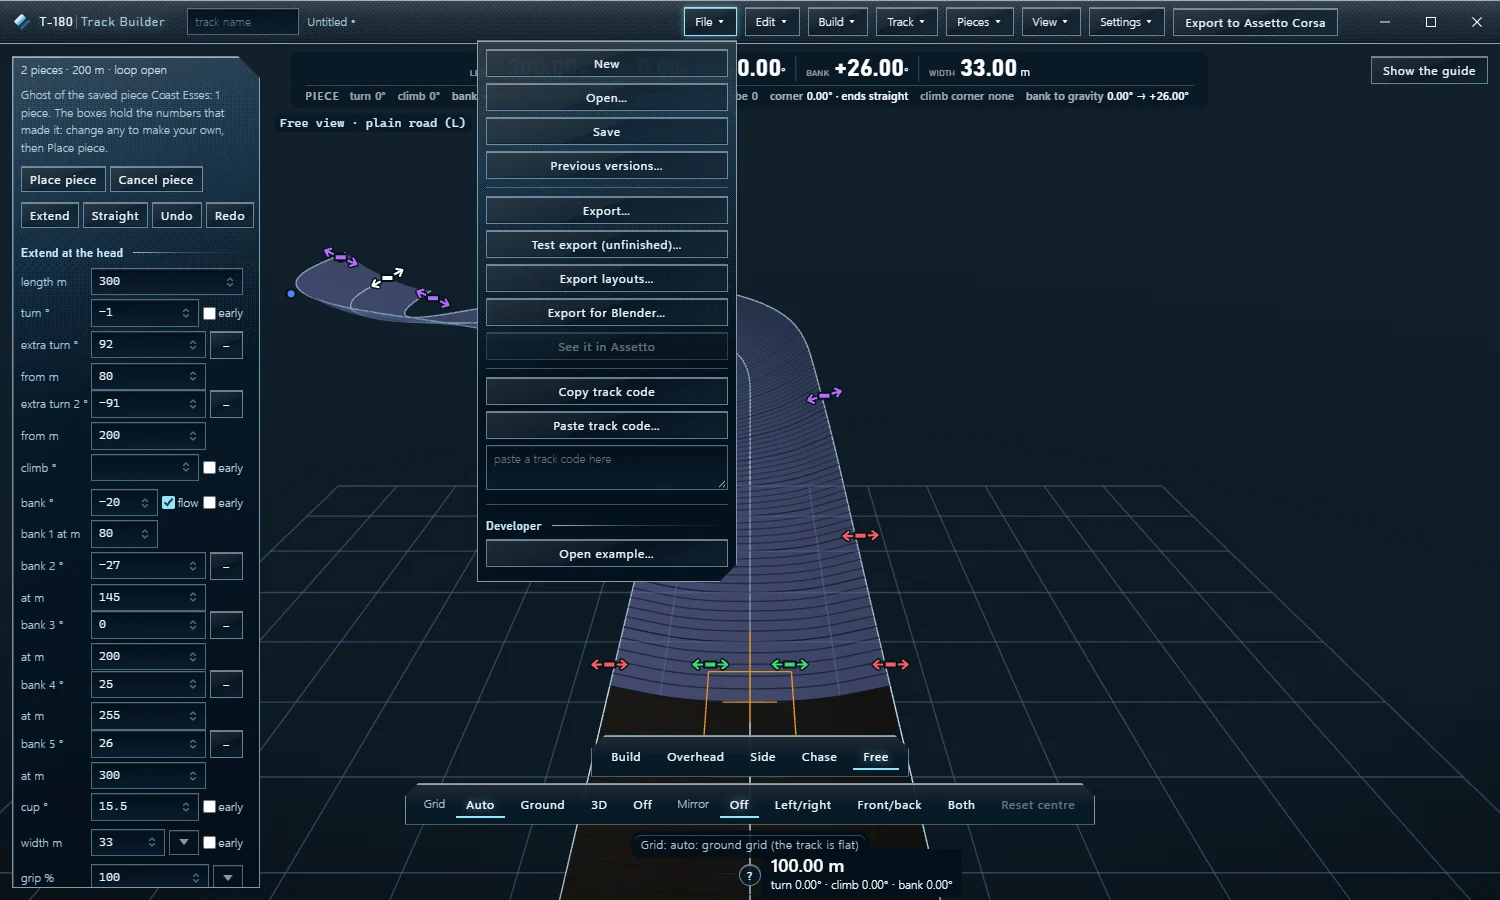 T-180 | Track Builder
track name
Untitled •
File
Edit
Build
Track
Pieces
View
Settings
Export to Assetto Corsa
2 pieces · 200 m · loop open
Ghost of the saved piece Coast Esses: 1
piece. The boxes hold the numbers that
made it: change any to make your own,
then Place piece.
Place piece
Cancel piece
Extend
Straight
Undo
Redo
Extend at the head
length m 300
turn ° −1 early
extra turn ° 92 −
from m 80
extra turn 2 ° −91 −
from m 200
climb ° early
bank ° −20 flow early
bank 1 at m 80
bank 2 ° −27 −
at m 145
bank 3 ° 0 −
at m 200
bank 4 ° 25 −
at m 255
bank 5 ° 26 −
at m 300
cup ° 15.5 early
width m 33 early
grip % 100
0.00° BANK +26.00° WIDTH 33.00 m
PIECE turn 0° climb 0° bank
be 0 corner 0.00° · ends straight climb corner none bank to gravity 0.00° → +26.00°
Free view · plain road (L)
Show the guide
New
Open...
Save
Previous versions...
Export...
Test export (unfinished)...
Export layouts...
Export for Blender...
See it in Assetto
Copy track code
Paste track code...
paste a track code here
Developer
Open example...
Build
Overhead
Side
Chase
Free
Grid
Auto
Ground
3D
Off
Mirror
Off
Left/right
Front/back
Both
Reset centre
Grid: auto: ground grid (the track is flat)
?
100.00 m
turn 0.00° · climb 0.00° · bank 0.00°